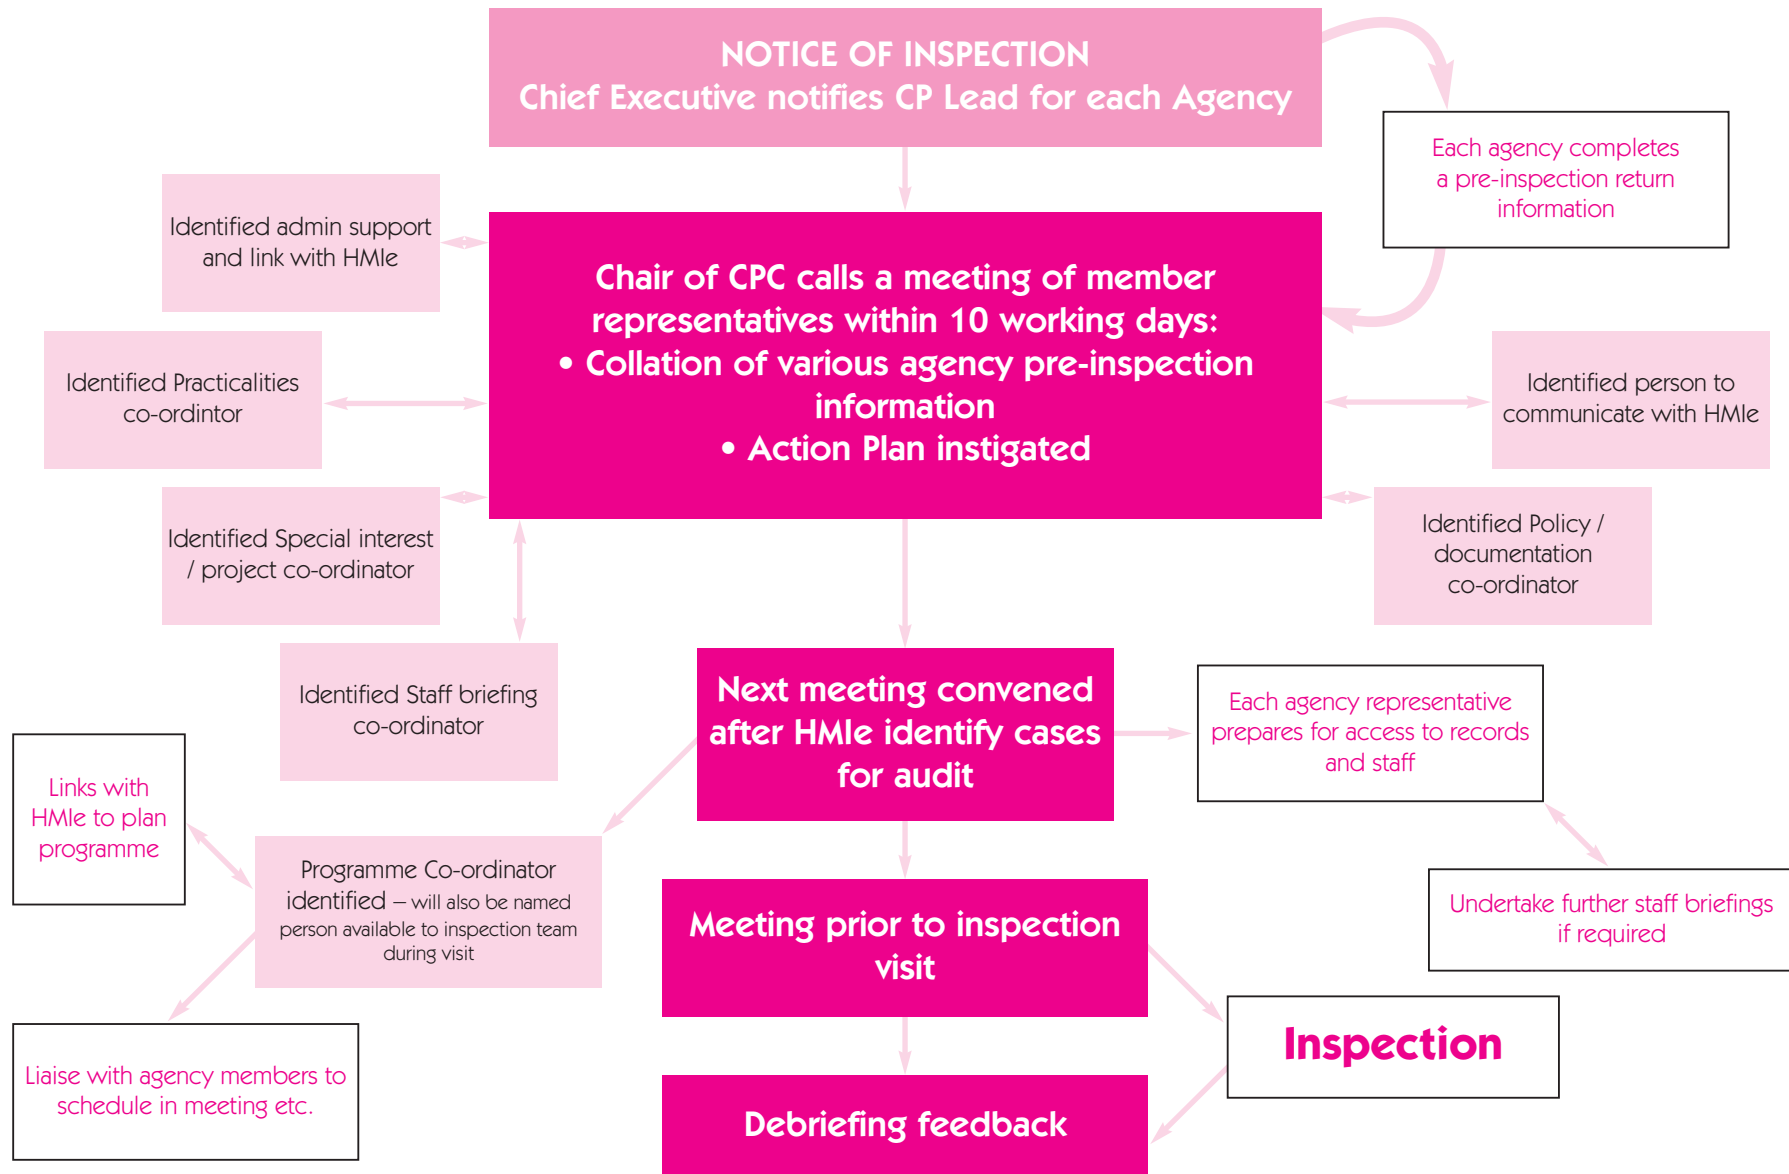 NOTICE OF INSPECTION
Chief Executive notifies CP Lead for each Agency
Each agency completes
a pre-inspection return
information
Identified admin support
and link with HMIe
Chair of CPC calls a meeting of member
representatives within 10 working days:
• Collation of various agency pre-inspection
information
• Action Plan instigated
Identified Practicalities
co-ordintor
Identified person to
communicate with HMIe
Identified Special interest
/ project co-ordinator
Identified Policy /
documentation
co-ordinator
Identified Staff briefing
co-ordinator
Next meeting convened
after HMIe identify cases
for audit
Each agency representative
prepares for access to records
and staff
Links with
HMIe to plan
programme
Programme Co-ordinator
identified – will also be named
person available to inspection team
during visit
Undertake further staff briefings
if required
Meeting prior to inspection
visit
Inspection
Liaise with agency members to
schedule in meeting etc.
Debriefing feedback